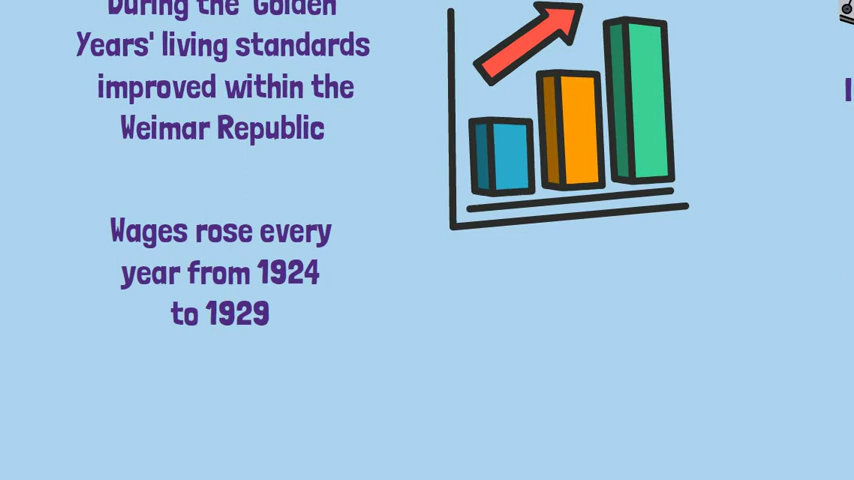 During the 'Golden
Years' living standards
improved within the
Weimar Republic
Wages rose every
year from 1924
to 1929